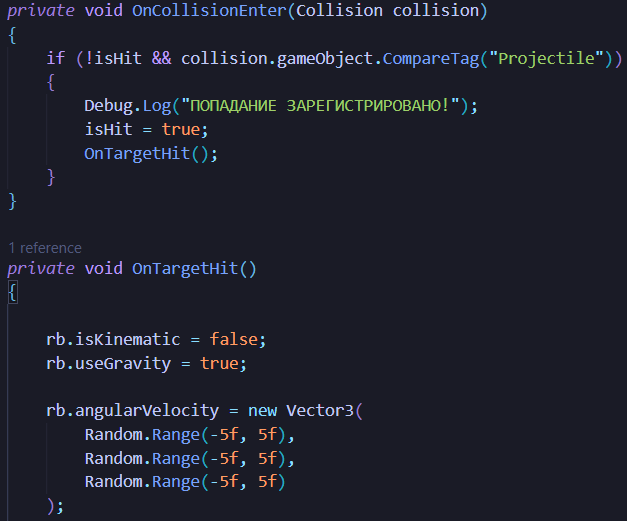 private void OnCollisionEnter(Collision collision)
{
if (!isHit && collision.gameObject.CompareTag("Projectile"))
{
Debug.Log("ПОПАДАНИЕ ЗАРЕГИСТРИРОВАНО!");
isHit = true;
OnTargetHit();
}
}
1 reference
private void OnTargetHit()
{
rb.isKinematic = false;
rb.useGravity = true;
rb.angularVelocity = new Vector3(
Random.Range(-5f, 5f),
Random.Range(-5f, 5f),
Random.Range(-5f, 5f)
);